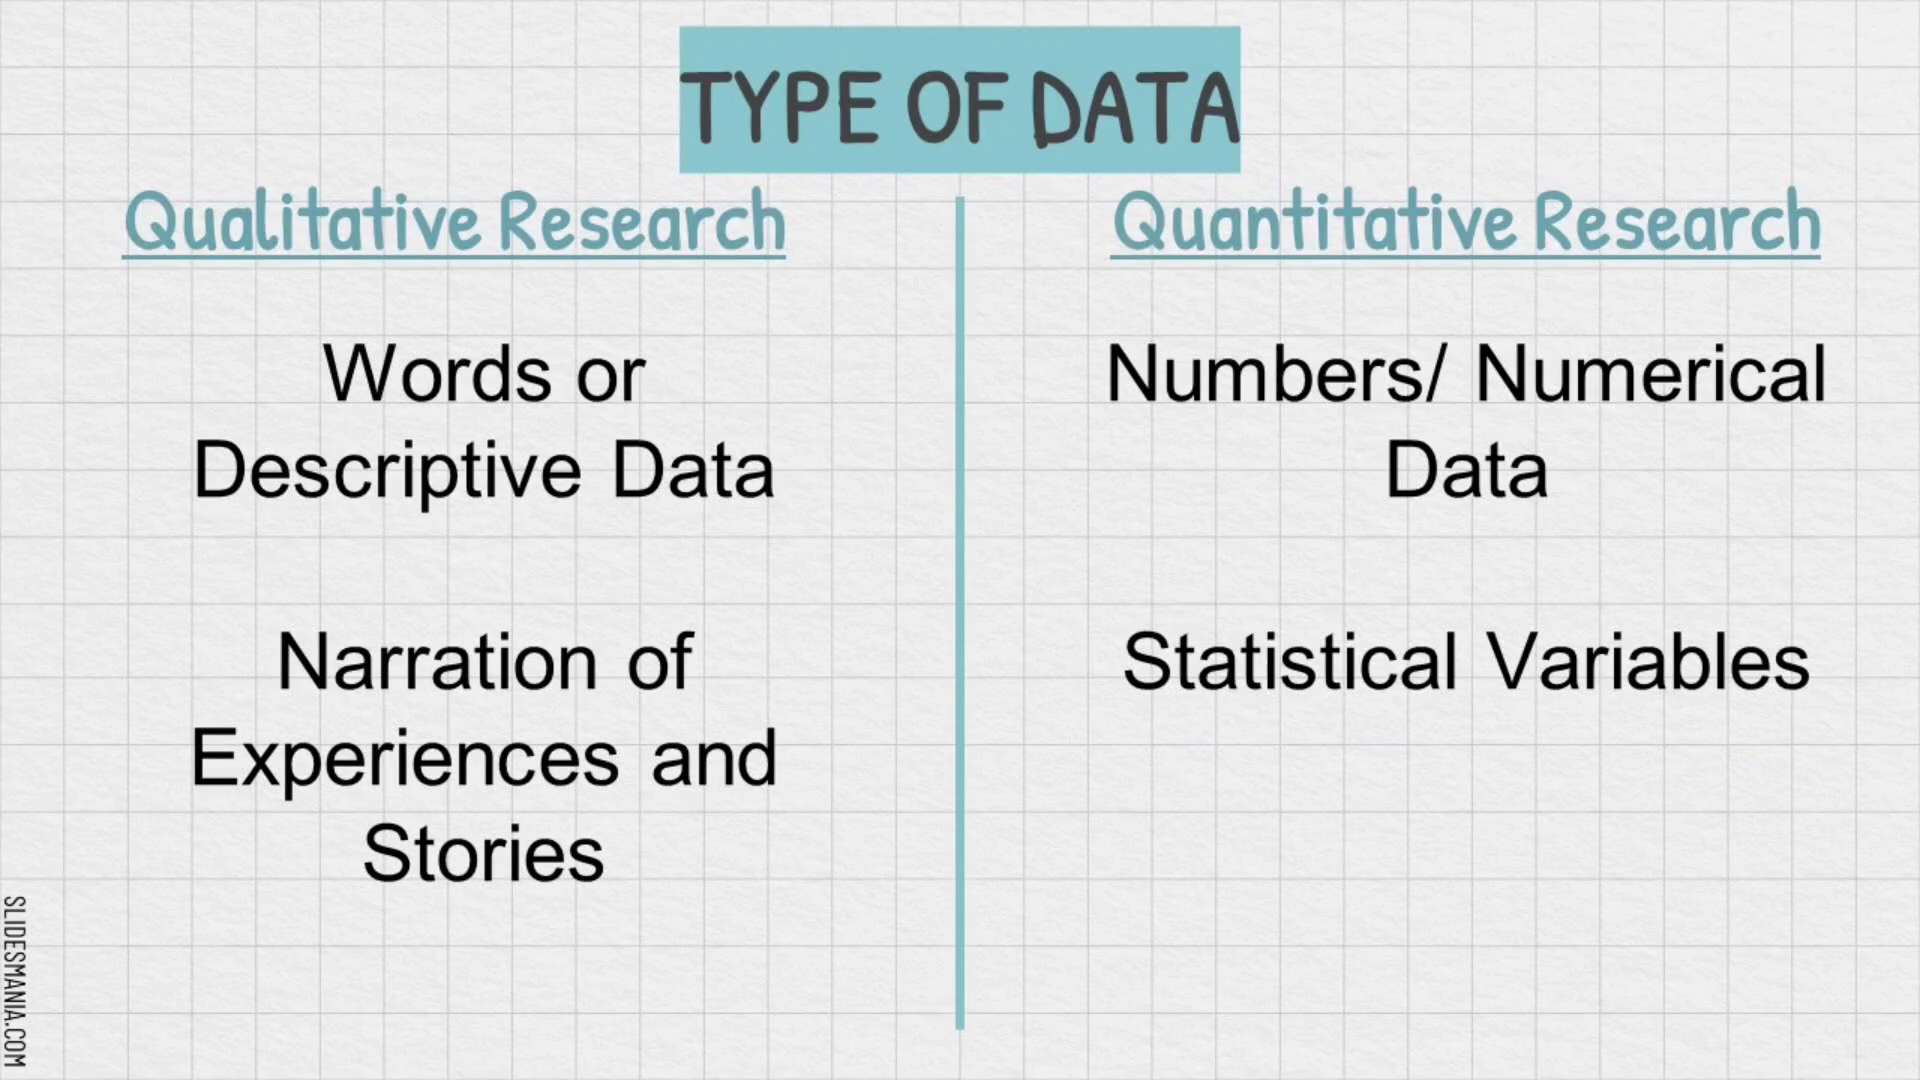 TYPE OF DATA
Qualitative Research
Words or
Descriptive Data
Narration of
Experiences and
Stories
Quantitative Research
Numbers/ Numerical
Data
Statistical Variables
SLIDESMANIA.COM